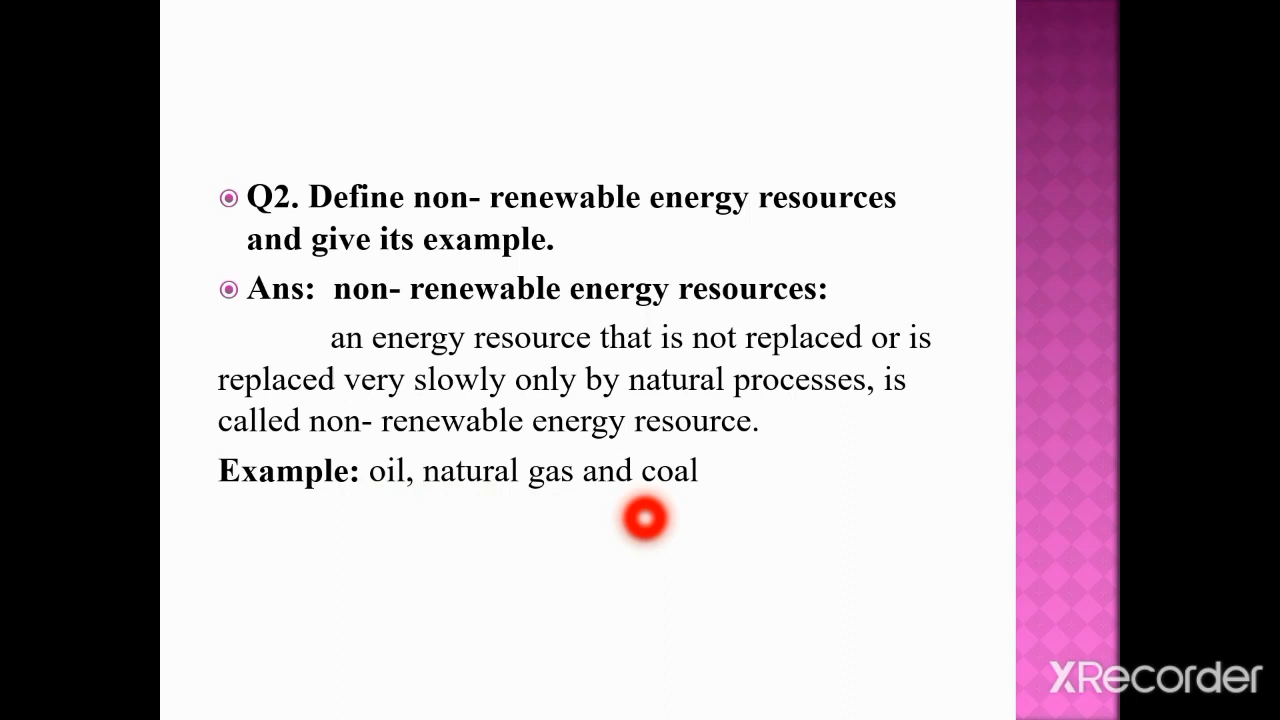 Q2. Define non- renewable energy resources
and give its example.
Ans: non- renewable energy resources:
an energy resource that is not replaced or is
replaced very slowly only by natural processes, is
called non- renewable energy resource.
Example: oil, natural gas and coal
XRecorder